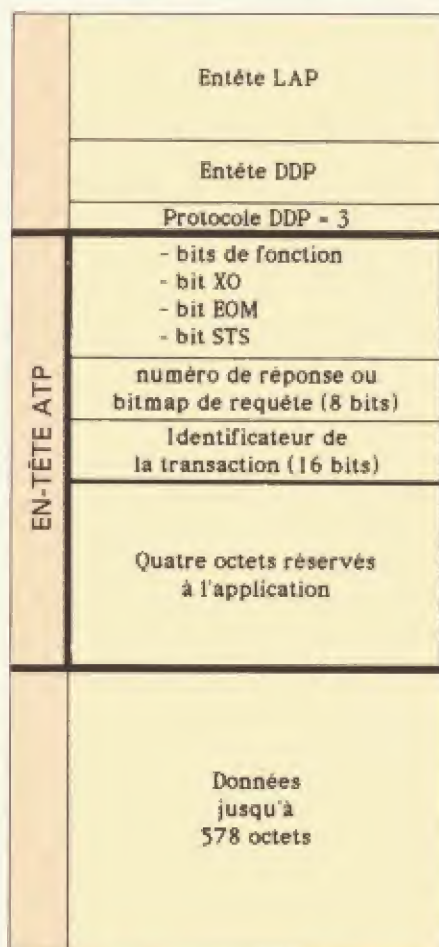 Entête LAP
Entête DDP
Protocole DDP = 3
EN-TÊTE ATP
- bits de fonction
- bit XO
- bit EOM
- bit STS
numéro de réponse ou
bitmap de requête (8 bits)
Identificateur de
la transaction (16 bits)
Quatre octets réservés
à l'application
Données
jusqu'à
578 octets